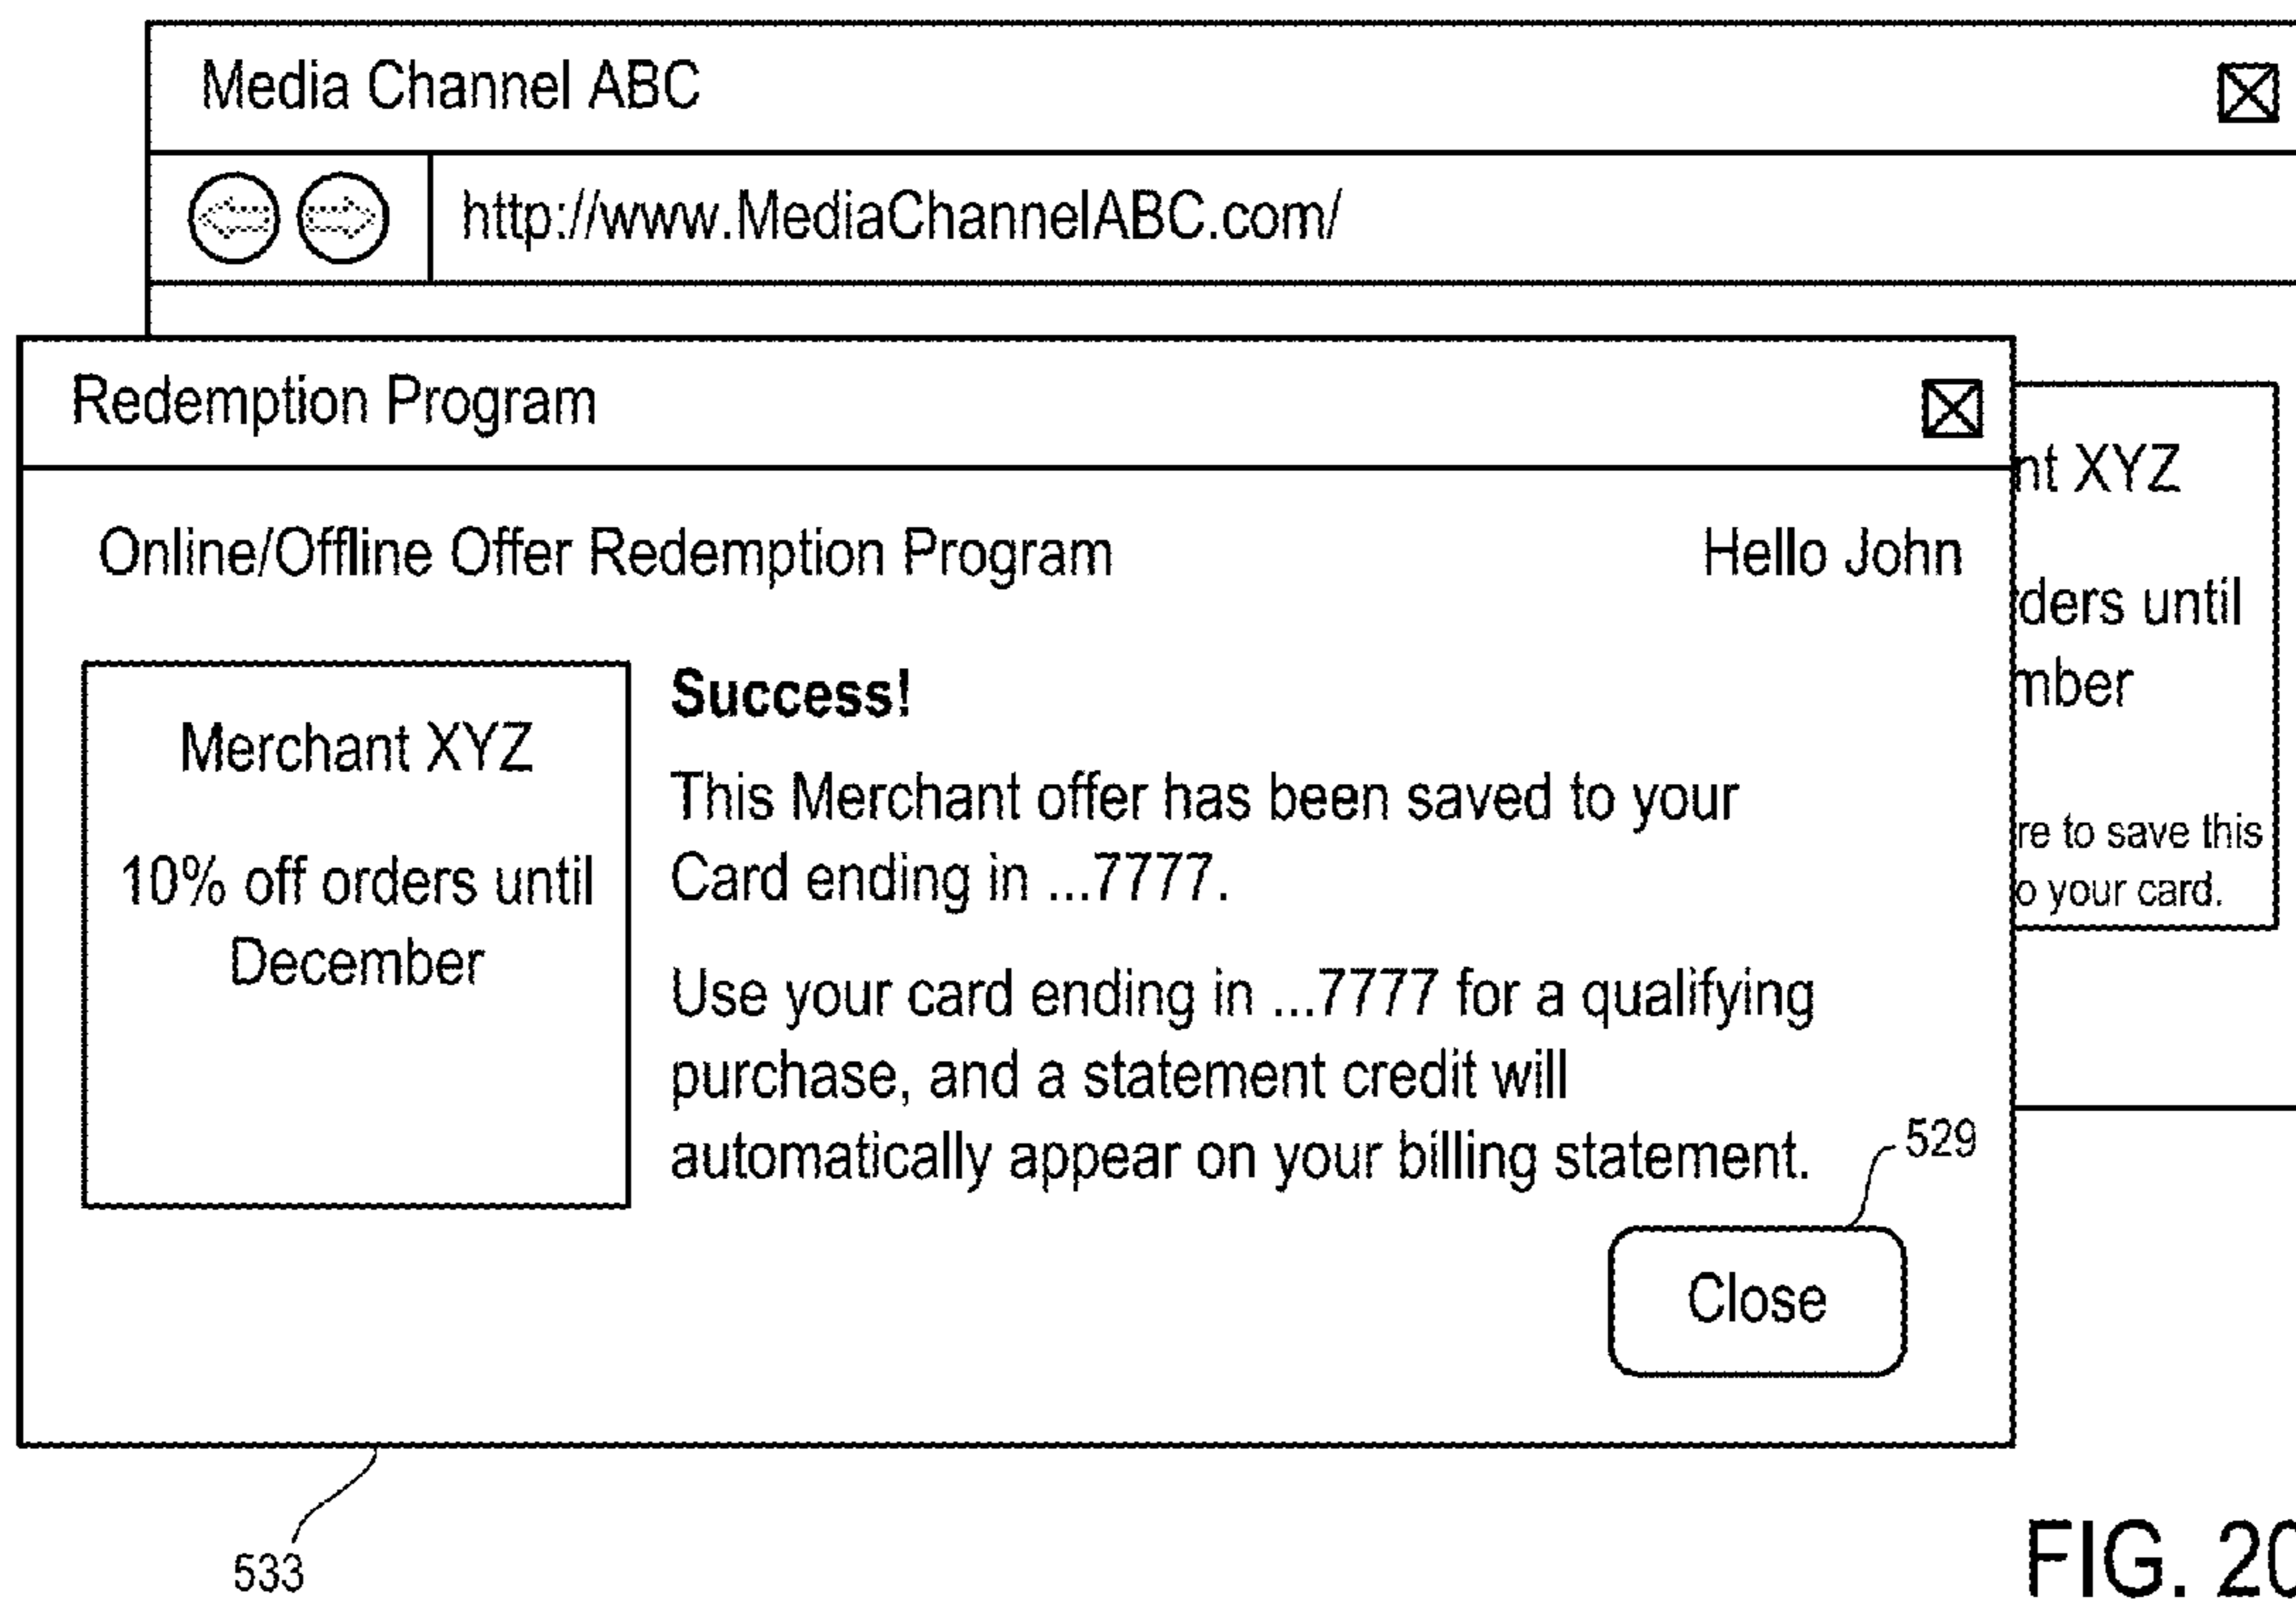 Media Channel ABC
http://www.MediaChannelABC.com/
Redemption Program
Online/Offline Offer Redemption Program
Hello John
Merchant XYZ
10% off orders until
December
Success!
This Merchant offer has been saved to your
Card ending in ...7777.
Use your card ending in ...7777 for a qualifying
purchase, and a statement credit will
automatically appear on your billing statement.
529
Close
nt XYZ
ders until
mber
re to save this
o your card.
533
FIG. 20